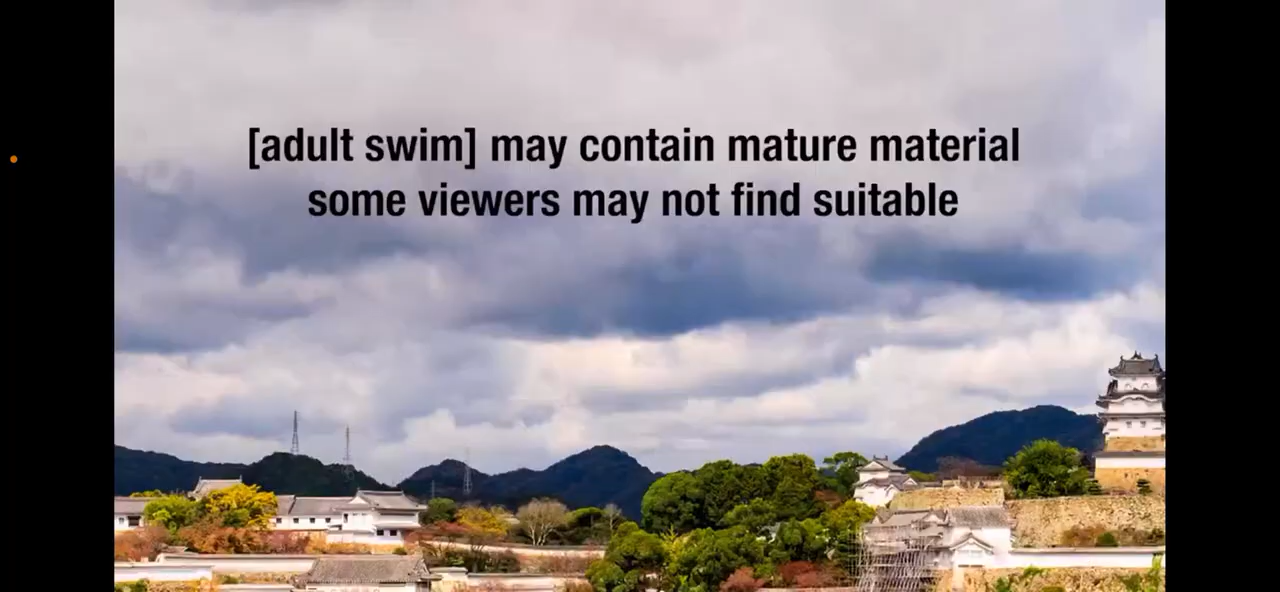 [adult swim] may contain mature material
some viewers may not find suitable